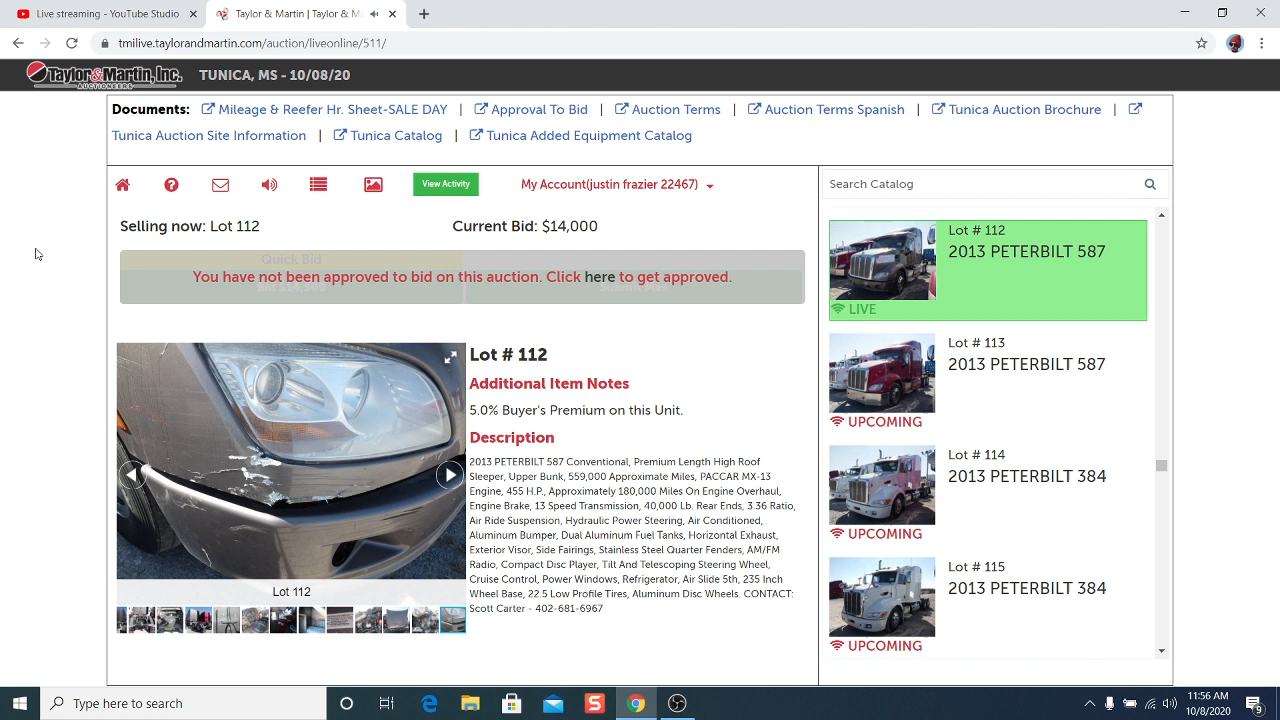 Live streaming - YouTube Studio
Taylor & Martin | Taylor & M
tmlive.taylorandmartin.com/auction/liveonline/511/
Taylor & Martin, Inc.
AUCTIONEERS
TUNICA, MS - 10/08/20
Documents: Mileage & Reefer Hr. Sheet-SALE DAY | Approval To Bid | Auction Terms | Auction Terms Spanish | Tunica Auction Brochure |
Tunica Auction Site Information | Tunica Catalog | Tunica Added Equipment Catalog
View Activity
My Account(justin frazier 22467)
Search Catalog
Selling now: Lot 112
Current Bid: $14,000
Quick Bid
You have not been approved to bid on this auction. Click here to get approved.
Lot # 112
Additional Item Notes
5.0% Buyer's Premium on this Unit.
Description
2013 PETERBILT 587 Conventional, Premium Length High Roof
Sleeper, Upper Bunk, 559,000 Approximate Miles, PACCAR MX-13
Engine, 455 H.P., Approximately 180,000 Miles On Engine Overhaul,
Engine Brake, 13 Speed Transmission, 40,000 Lb. Rear Ends, 3.36 Ratio,
Air Ride Suspension, Hydraulic Power Steering, Air Conditioned,
Aluminum Bumper, Dual Aluminum Fuel Tanks, Horizontal Exhaust,
Exterior Visor, Side Fairings, Stainless Steel Quarter Fenders, AM/FM
Radio, Compact Disc Player, Tilt And Telescoping Steering Wheel,
Cruise Control, Power Windows, Refrigerator, Air Slide 5th, 235 Inch
Wheel Base, 22.5 Low Profile Tires, Aluminum Disc Wheels. CONTACT:
Scott Carter - 402-681-6967
Lot 112
Lot # 112
2013 PETERBILT 587
LIVE
Lot # 113
2013 PETERBILT 587
UPCOMING
Lot # 114
2013 PETERBILT 384
UPCOMING
Lot # 115
2013 PETERBILT 384
UPCOMING
Type here to search
11:56 AM
10/8/2020
9